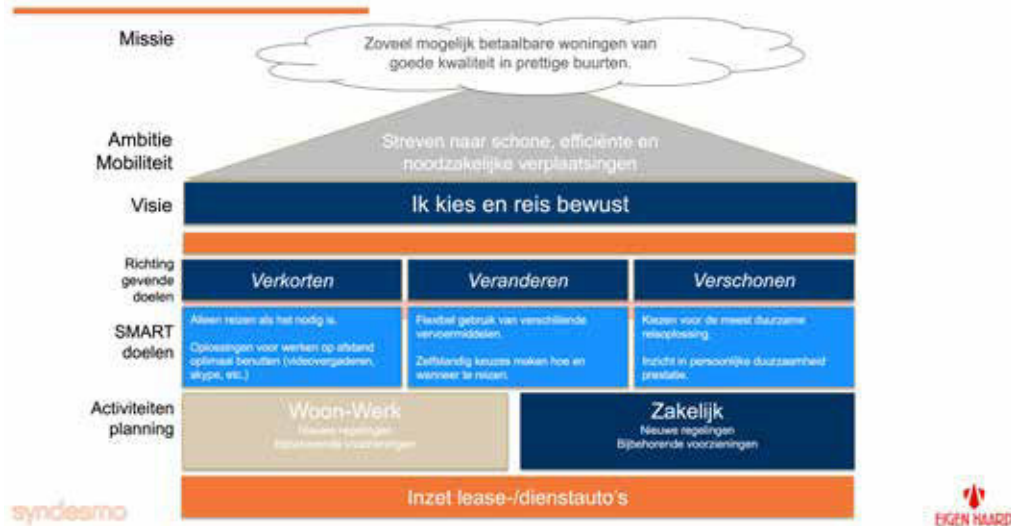 Missie
Zoveel mogelijk betaalbare woningen van
goede kwaliteit in prettige buurten.
Ambitie
Mobiliteit
Streven naar schone, efficiënte en
noodzakelijke verplaatsingen
Visie
Ik kies en reis bewust
Richting
gevende
doelen
Verkorten
Veranderen
Verschonen
SMART
doelen
Alleen reizen als het nodig is.
Oplossingen voor werken op afstand
optimaal benutten (videovergaderen,
skype, etc.)
Flexibel gebruik van verschillende
vervoermiddelen.
Zelfstandig keuzes maken hoe en
wanneer te reizen.
Kiezen voor de meest duurzame
reisoplossing.
Inzicht in persoonlijke duurzaamheid
prestatie.
Activiteiten
planning
Woon-Werk
Nieuwe regelingen
Bijbehorende voorzieningen
Zakelijk
Nieuwe regelingen
Bijbehorende voorzieningen
Inzet lease-/dienstauto's
syndesmo
EIGEN HAARD